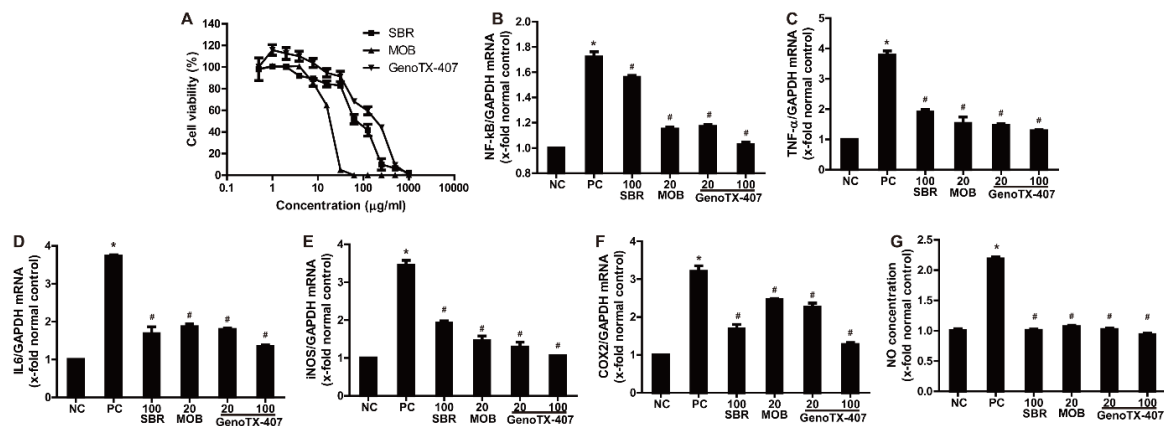 A
Cell viability (%)
140
120
100
80
60
40
20
0
0.1
1
10
100
1000
10000
Concentration (μg/ml)
SBR
MOB
GenoTX-407
B
NF-kB/GAPDH mRNA
(x-fold normal control)
2.0
1.8
1.6
1.4
1.2
1.0
0.8
*
#
#
#
#
NC
PC
100
20
20
100
SBR
MOB
GenoTX-407
C
TNF-α/GAPDH mRNA
(x-fold normal control)
5
4
3
2
1
0
*
#
#
#
#
NC
PC
100
20
20
100
SBR
MOB
GenoTX-407
D
IL6/GAPDH mRNA
(x-fold normal control)
4
3
2
1
0
*
#
#
#
#
NC
PC
100
20
20
100
SBR
MOB
GenoTX-407
E
iNOS/GAPDH mRNA
(x-fold normal control)
4
3
2
1
0
*
#
#
#
#
NC
PC
100
20
20
100
SBR
MOB
GenoTX-407
F
COX2/GAPDH mRNA
(x-fold normal control)
4
3
2
1
0
*
#
#
#
#
NC
PC
100
20
20
100
SBR
MOB
GenoTX-407
G
NO concentration
(x-fold normal control)
2.5
2.0
1.5
1.0
0.5
0.0
*
#
#
#
#
NC
PC
100
20
20
100
SBR
MOB
GenoTX-407